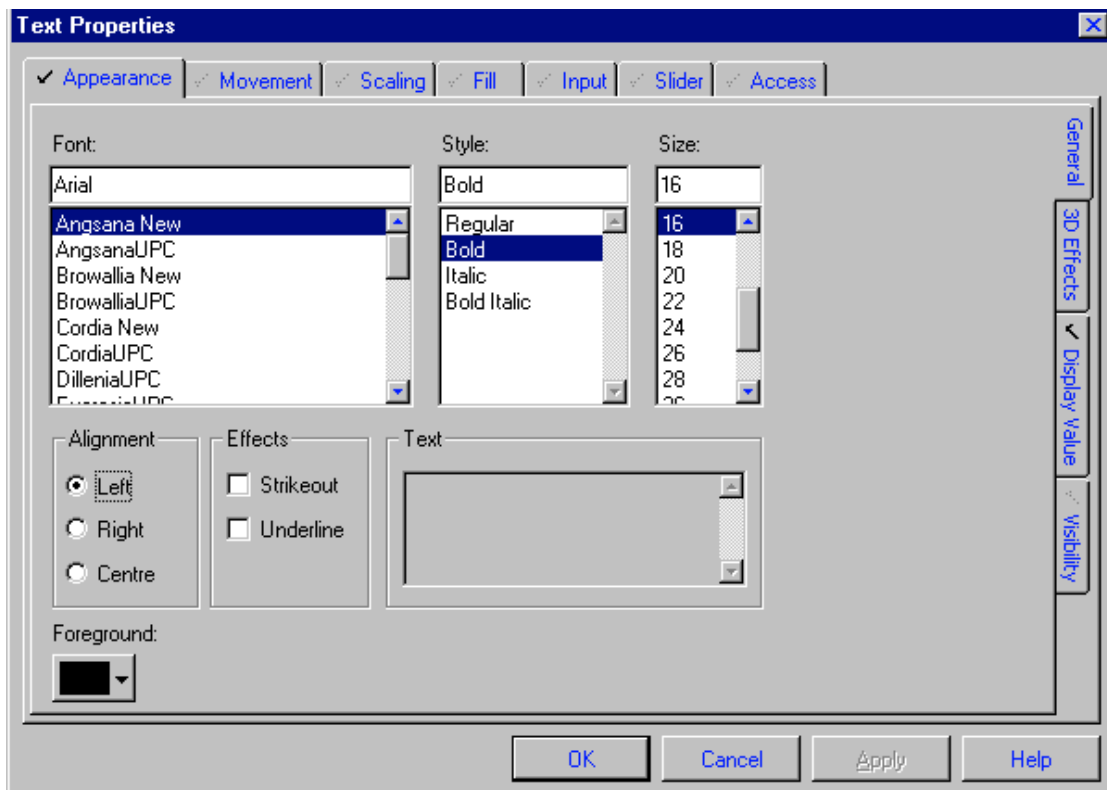 Text Properties
Appearance Movement Scaling Fill Input Slider Access
Font: Style: Size:
Arial Bold 16
Angsana New Regular 16
AngsanaUPC Bold 18
Browallia New Italic 20
BrowalliaUPC Bold Italic 22
Cordia New 24
CordiaUPC 26
DilleniaUPC 28
Alignment Effects Text
Left Strikeout
Right Underline
Centre
Foreground:
General
3D Effects
Display Value
Visibility
OK Cancel Apply Help